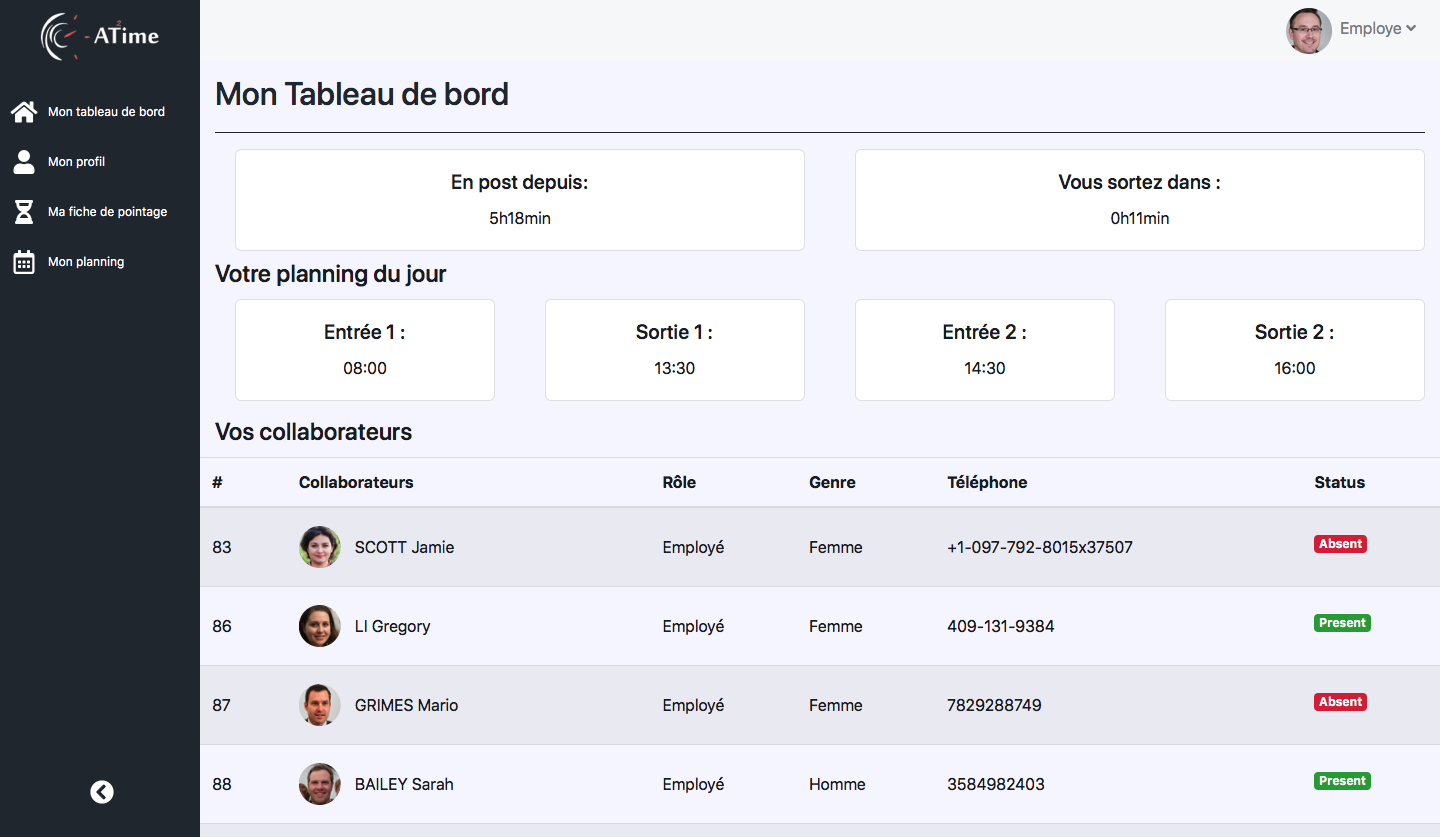 - AT²ime
Employe
Mon tableau de bord
Mon profil
Ma fiche de pointage
Mon planning
Mon Tableau de bord
En post depuis:
5h18min
Vous sortez dans :
0h11min
Votre planning du jour
Entrée 1 :
08:00
Sortie 1 :
13:30
Entrée 2 :
14:30
Sortie 2 :
16:00
Vos collaborateurs
# Collaborateurs Rôle Genre Téléphone Status
83 SCOTT Jamie Employé Femme +1-097-792-8015x37507 Absent
86 LI Gregory Employé Femme 409-131-9384 Present
87 GRIMES Mario Employé Femme 7829288749 Absent
88 BAILEY Sarah Employé Homme 3584982403 Present